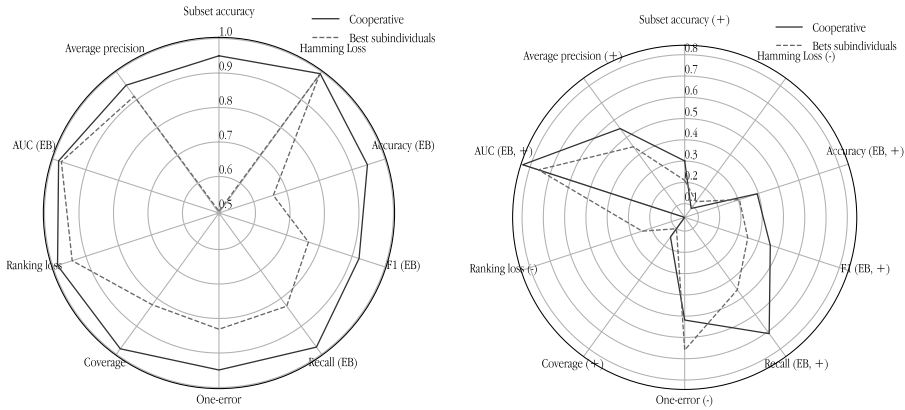 Subset accuracy
Cooperative
Best subindividuals
1.0
Average precision
Hamming Loss
0.9
0.8
AUC (EB)
Accuracy (EB)
0.7
0.6
0.5
Ranking loss
F1 (EB)
Coverage
Recall (EB)
One-error
Subset accuracy (+)
Cooperative
Bets subindividuals
0.8
Average precision (+)
Hamming Loss (-)
0.7
0.6
0.5
0.4
AUC (EB, +)
Accuracy (EB, +)
0.3
0.2
0.1
Ranking loss (-)
F1 (EB, +)
Coverage (+)
Recall (EB, +)
One-error (-)